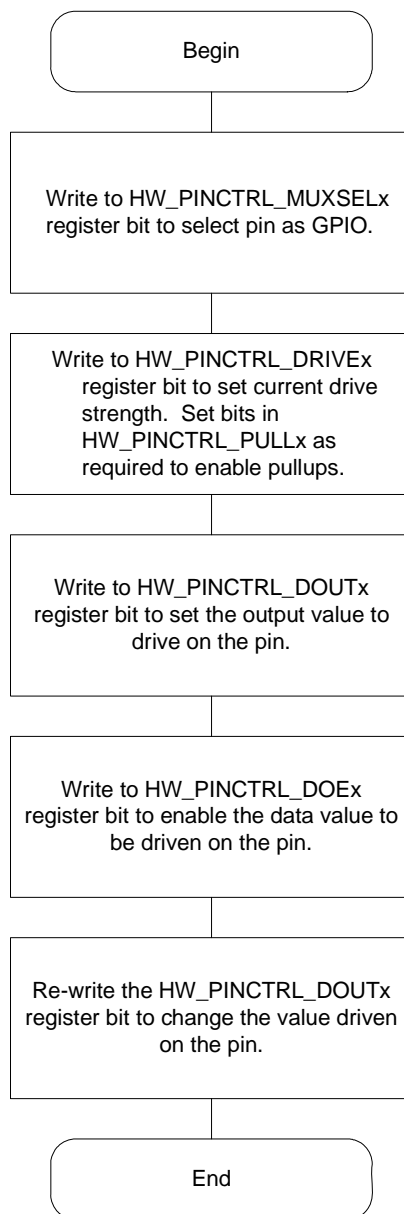 Begin
Write to HW_PINCTRL_MUXSELx
register bit to select pin as GPIO.
Write to HW_PINCTRL_DRIVEx
register bit to set current drive
strength. Set bits in
HW_PINCTRL_PULLx as
required to enable pullups.
Write to HW_PINCTRL_DOUTx
register bit to set the output value to
drive on the pin.
Write to HW_PINCTRL_DOEx
register bit to enable the data value to
be driven on the pin.
Re-write the HW_PINCTRL_DOUTx
register bit to change the value driven
on the pin.
End